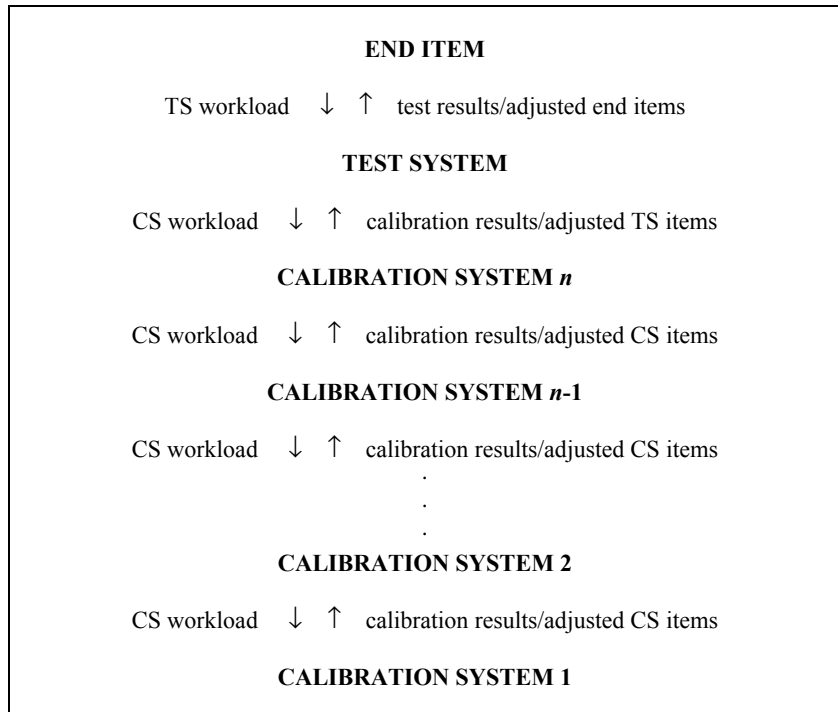 END ITEM
TS workload ↓ ↑ test results/adjusted end items
TEST SYSTEM
CS workload ↓ ↑ calibration results/adjusted TS items
CALIBRATION SYSTEM n
CS workload ↓ ↑ calibration results/adjusted CS items
CALIBRATION SYSTEM n-1
CS workload ↓ ↑ calibration results/adjusted CS items
.
.
.
CALIBRATION SYSTEM 2
CS workload ↓ ↑ calibration results/adjusted CS items
CALIBRATION SYSTEM 1